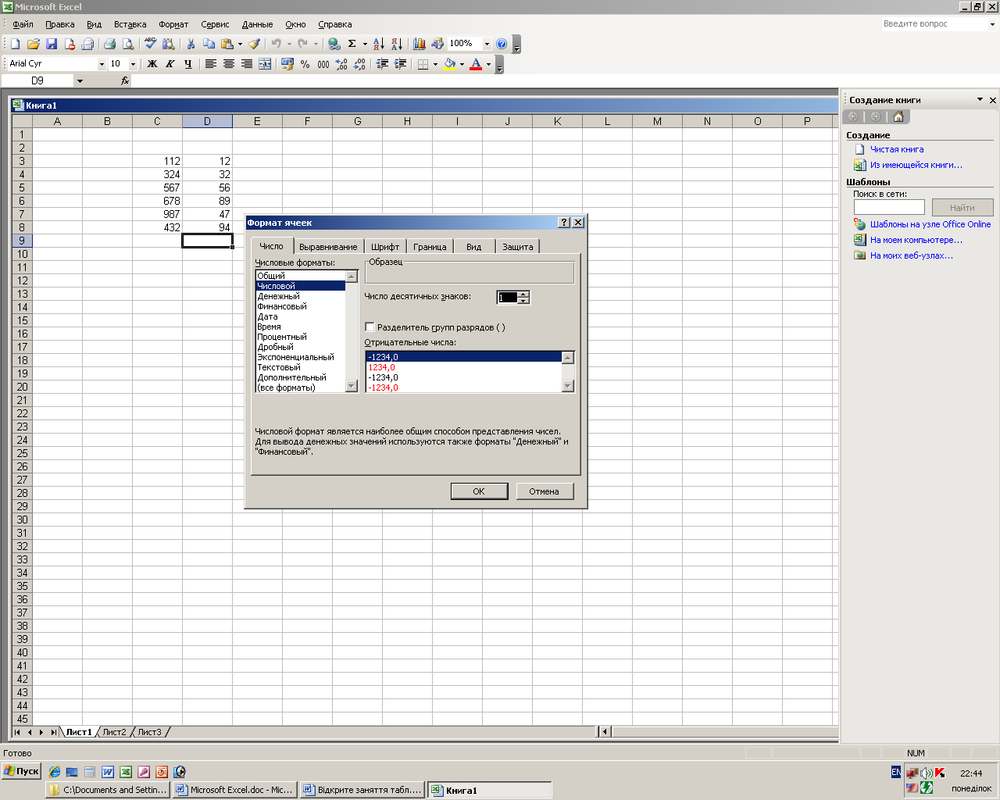 Microsoft Excel
Файл Правка Вид Вставка Формат Сервис Данные Окно Справка
Введите вопрос
100%
Arial Cyr 10 Ж К Ч
% 000
D9 fx
Книга1
A B C D E F G H I J K L M N O P
1
2
3 112 12
4 324 32
5 567 56
6 678 89
7 987 47
8 432 94
9
10
11
12
13
14
15
16
17
18
19
20
21
22
23
24
25
26
27
28
29
30
31
32
33
34
35
36
37
38
39
40
41
42
43
44
45
Формат ячеек
Число Выравнивание Шрифт Граница Вид Защита
Числовые форматы:
Общий
Числовой
Денежный
Финансовый
Дата
Время
Процентный
Дробный
Экспоненциальный
Текстовый
Дополнительный
(все форматы)
Образец
Число десятичных знаков: 1
Разделитель групп разрядов ( )
Отрицательные числа:
-1234,0
1234,0
-1234,0
-1234,0
Числовой формат является наиболее общим способом представления чисел.
Для вывода денежных значений используются также форматы "Денежный" и
"Финансовый".
ОК Отмена
Создание книги
Создание
Чистая книга
Из имеющейся книги...
Шаблоны
Поиск в сети:
Найти
Шаблоны на узле Office Online
На моем компьютере...
На моих веб-узлах...
Лист1 Лист2 Лист3
Готово NUM
Пуск EN 22:44
C:\Documents and Settin... Microsoft Excel.doc - Mic... Відкрите заняття табл.... Книга1 понеділок